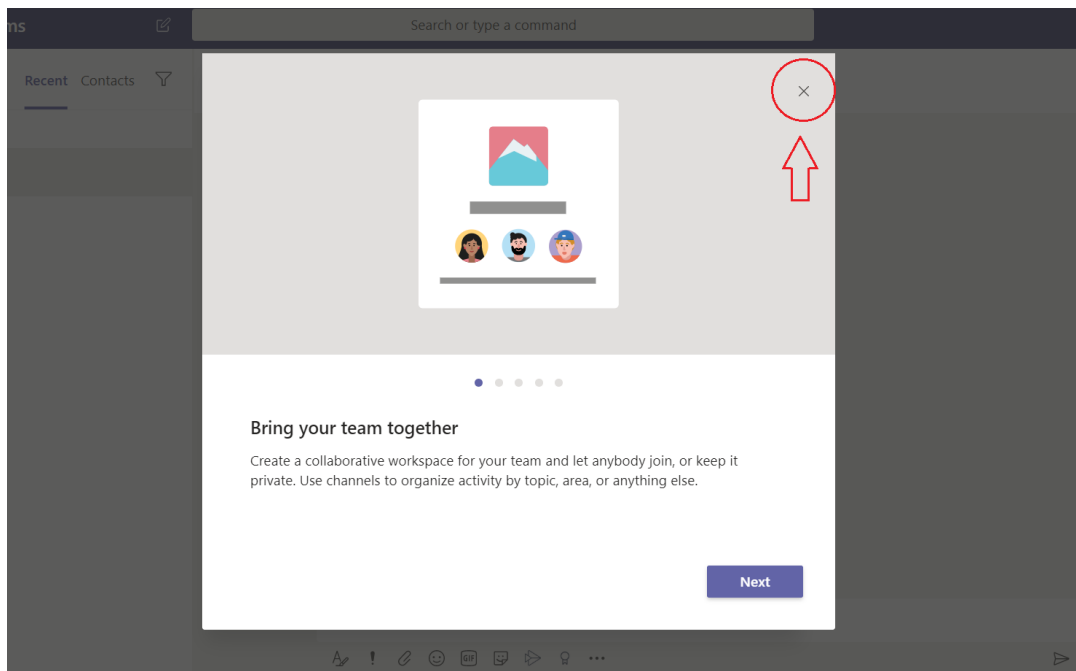 ms
Search or type a command
Recent Contacts
Bring your team together
Create a collaborative workspace for your team and let anybody join, or keep it
private. Use channels to organize activity by topic, area, or anything else.
Next
GIF